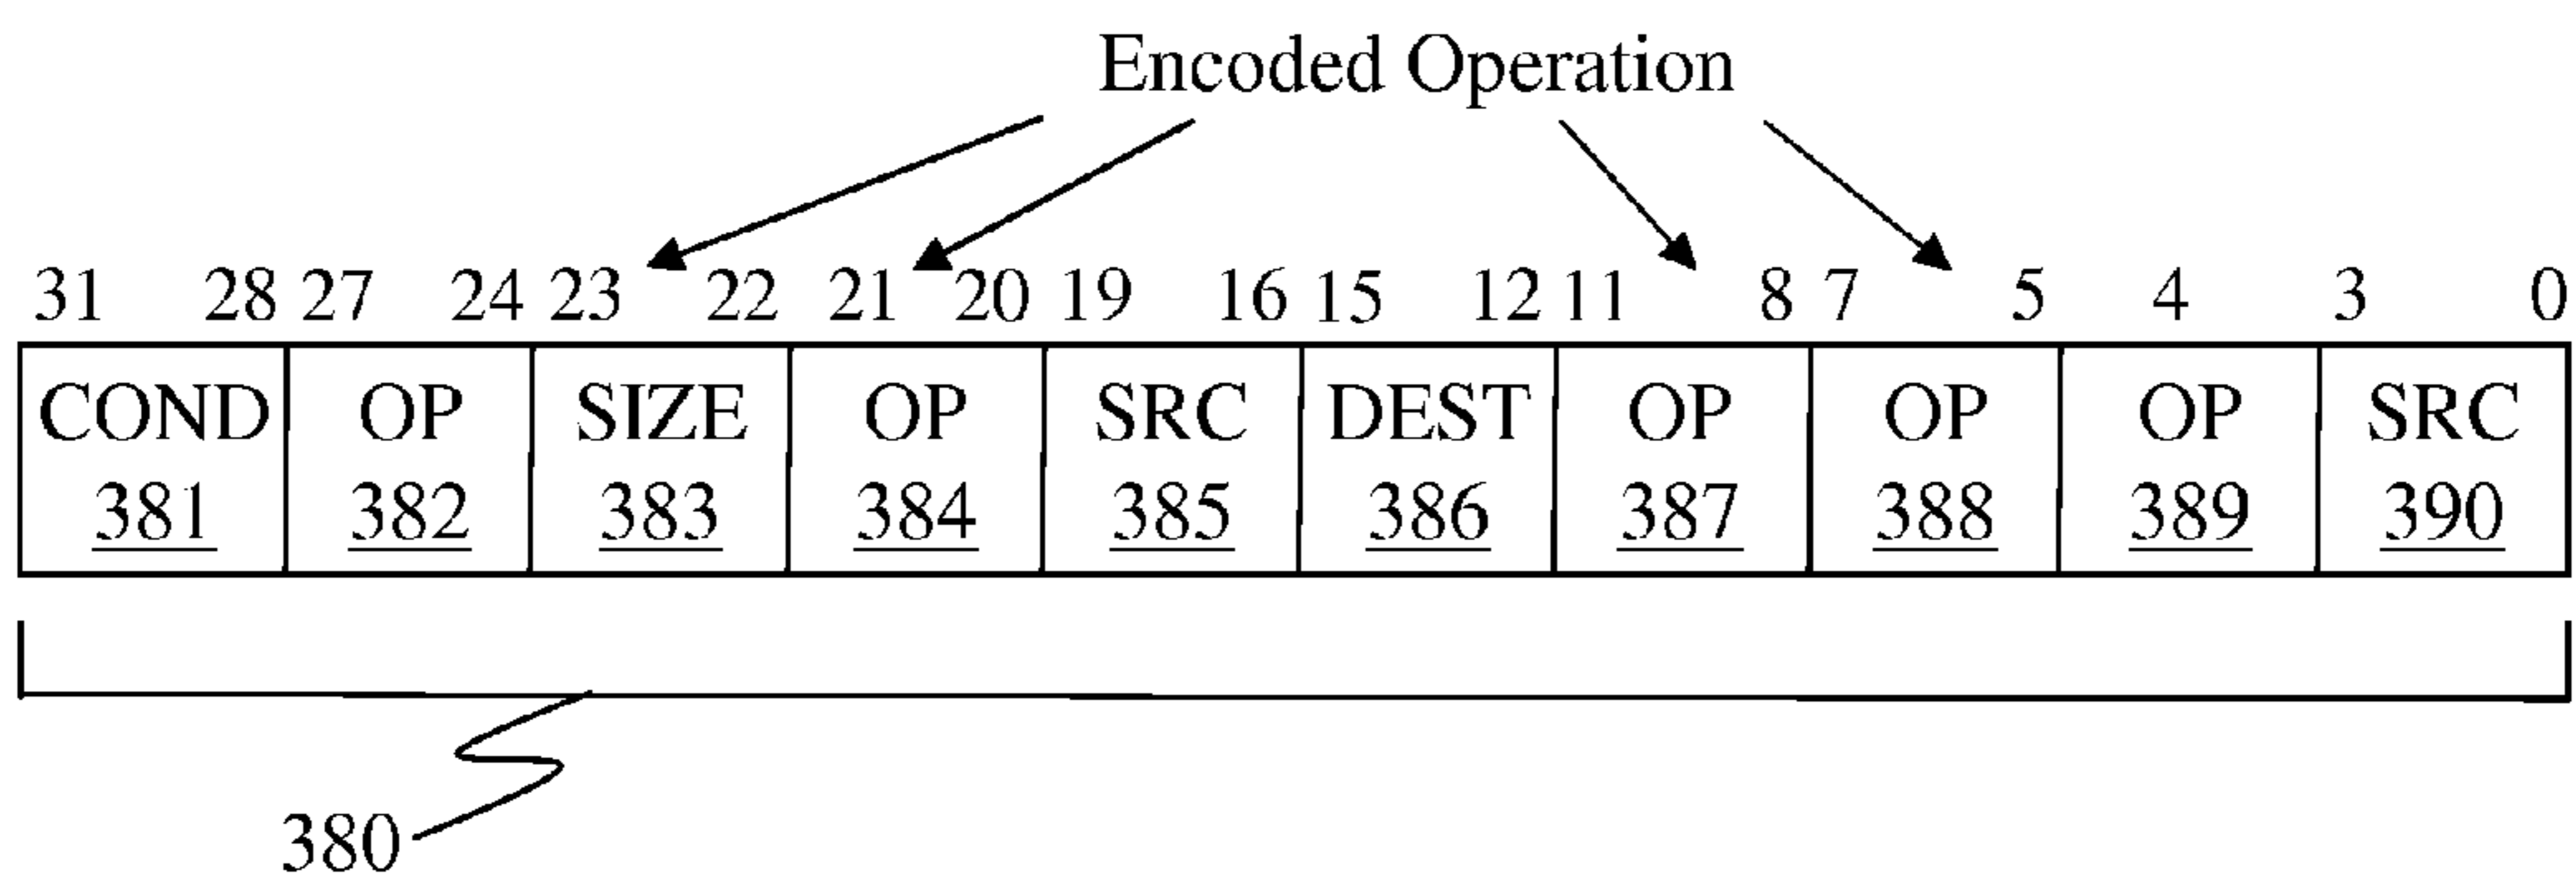 Encoded Operation
31 28 27 24 23 22 21 20 19 16 15 12 11 8 7 5 4 3 0
COND OP SIZE OP SRC DEST OP OP OP SRC
381 382 383 384 385 386 387 388 389 390
380